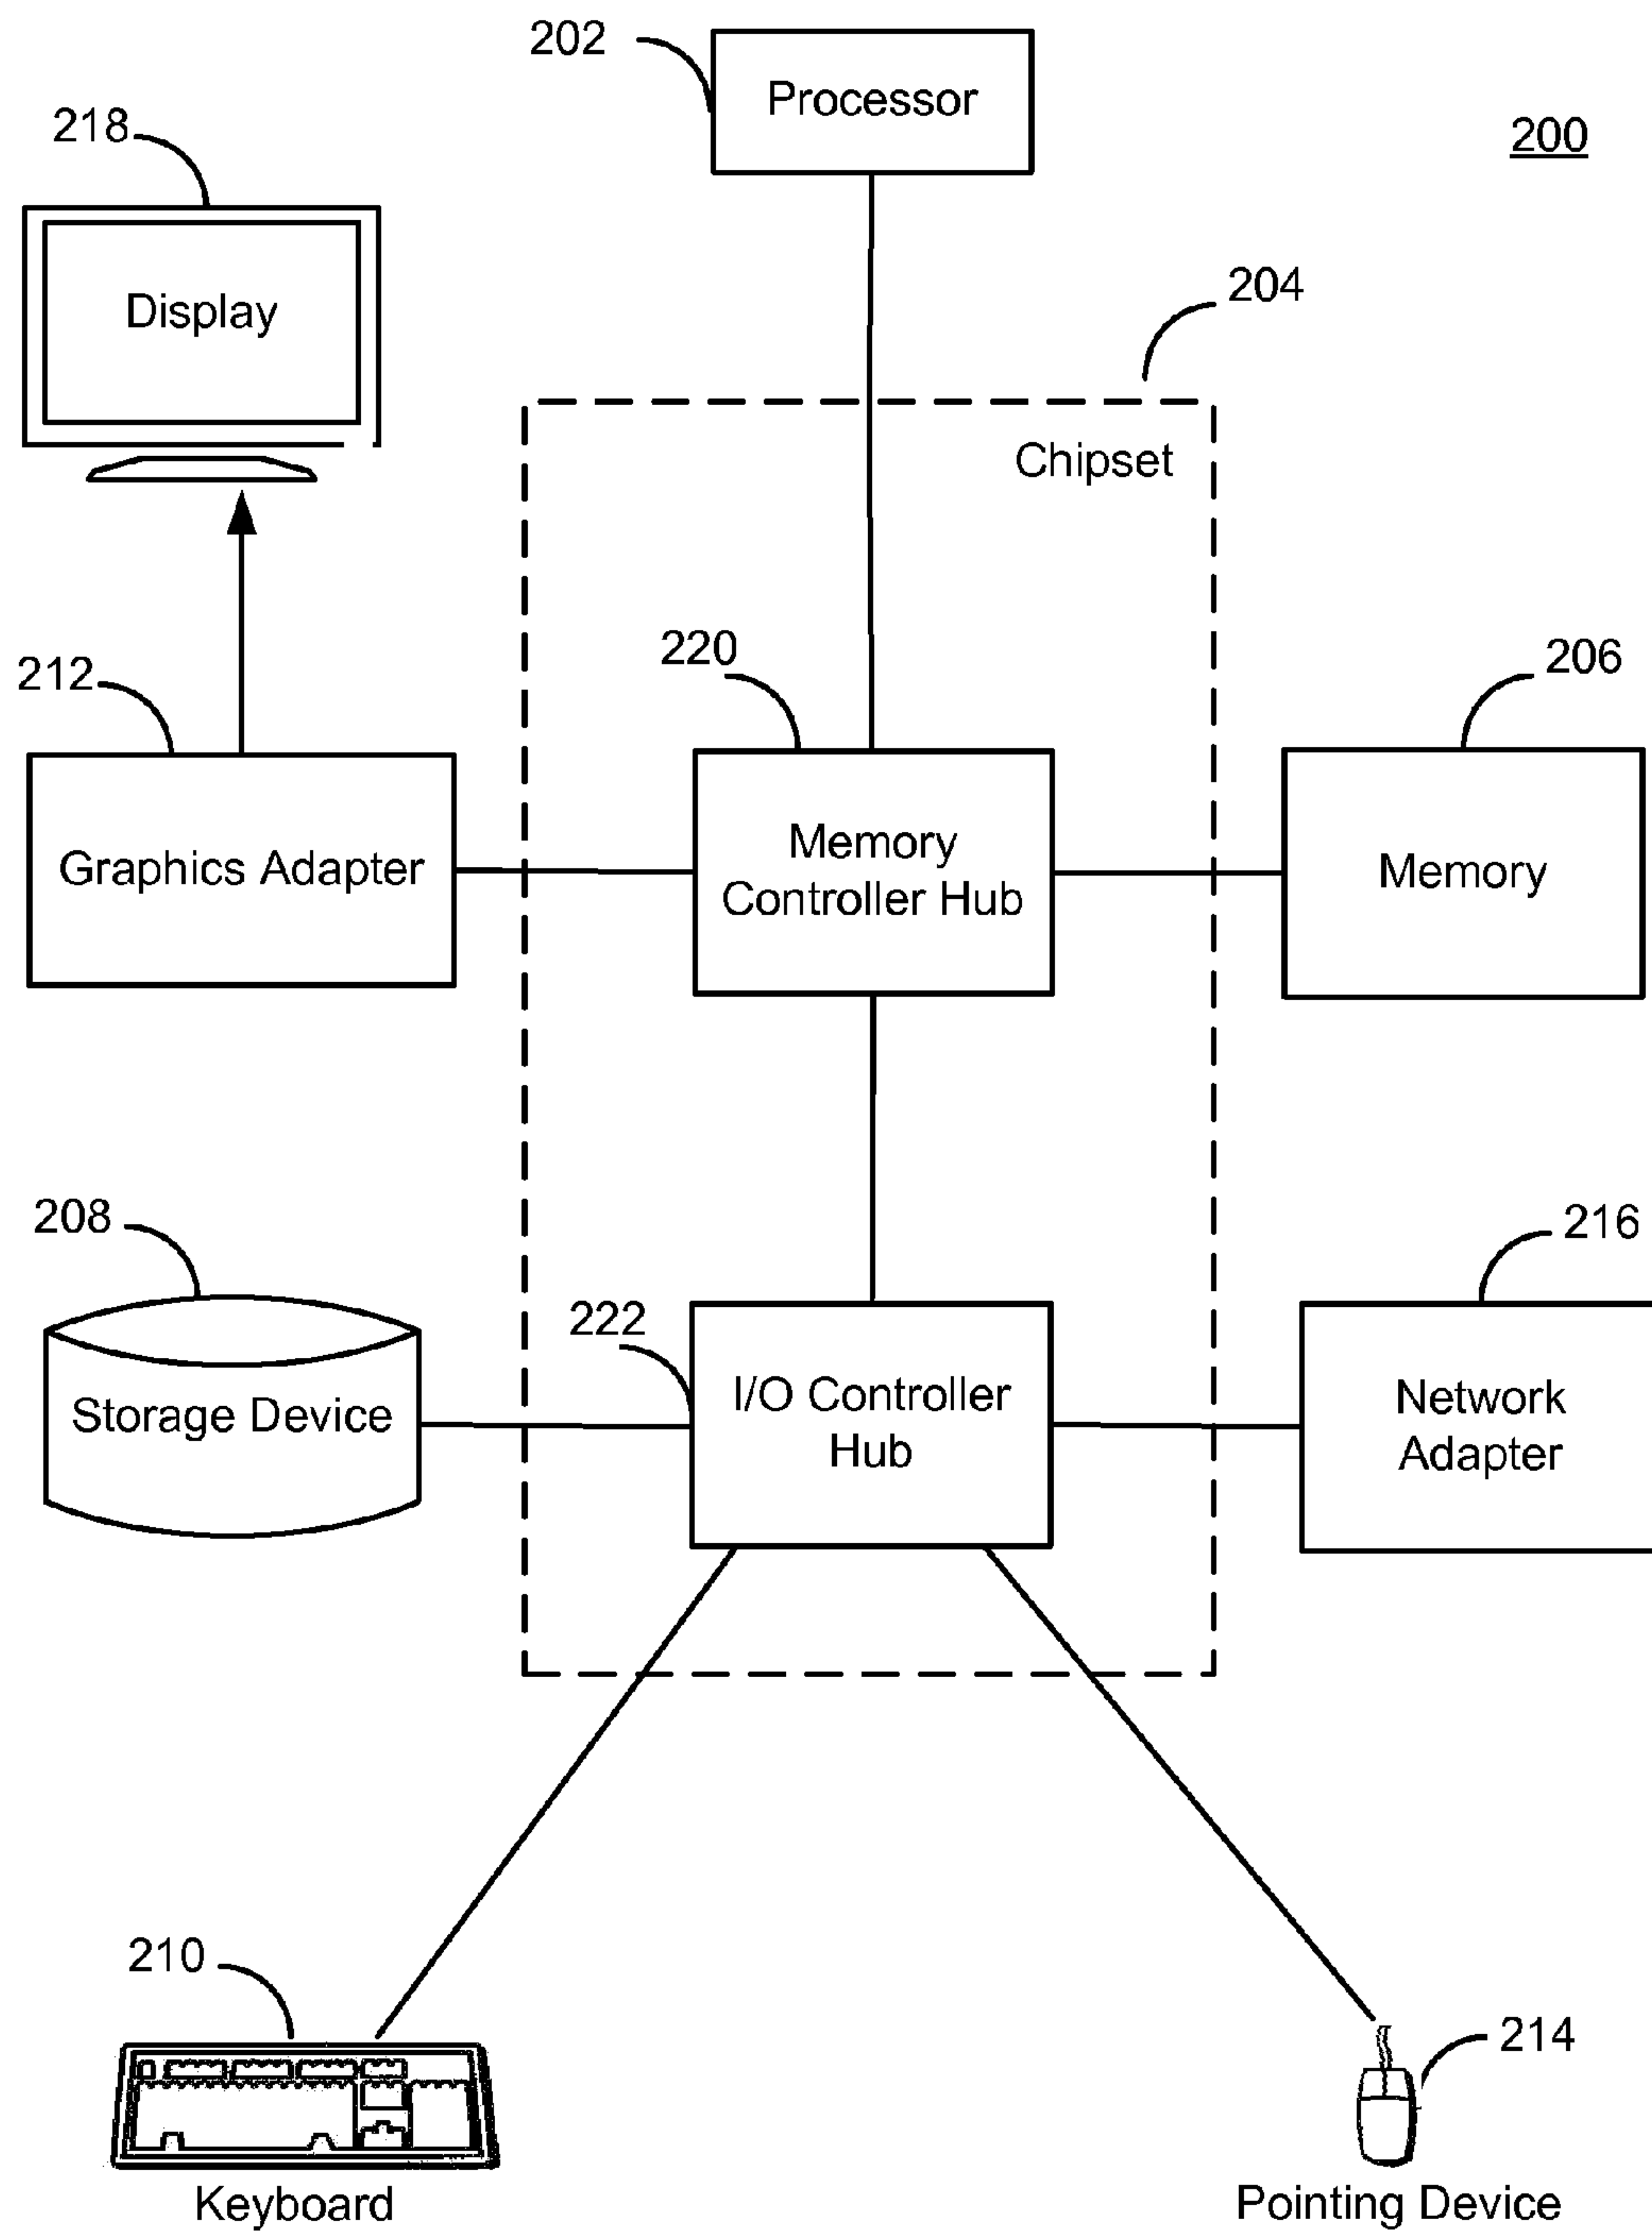 202
Processor
200
218
Display
204
Chipset
212
220
206
Graphics Adapter
Memory
Controller Hub
Memory
208
222
216
Storage Device
I/O Controller
Hub
Network
Adapter
210
214
Keyboard
Pointing Device